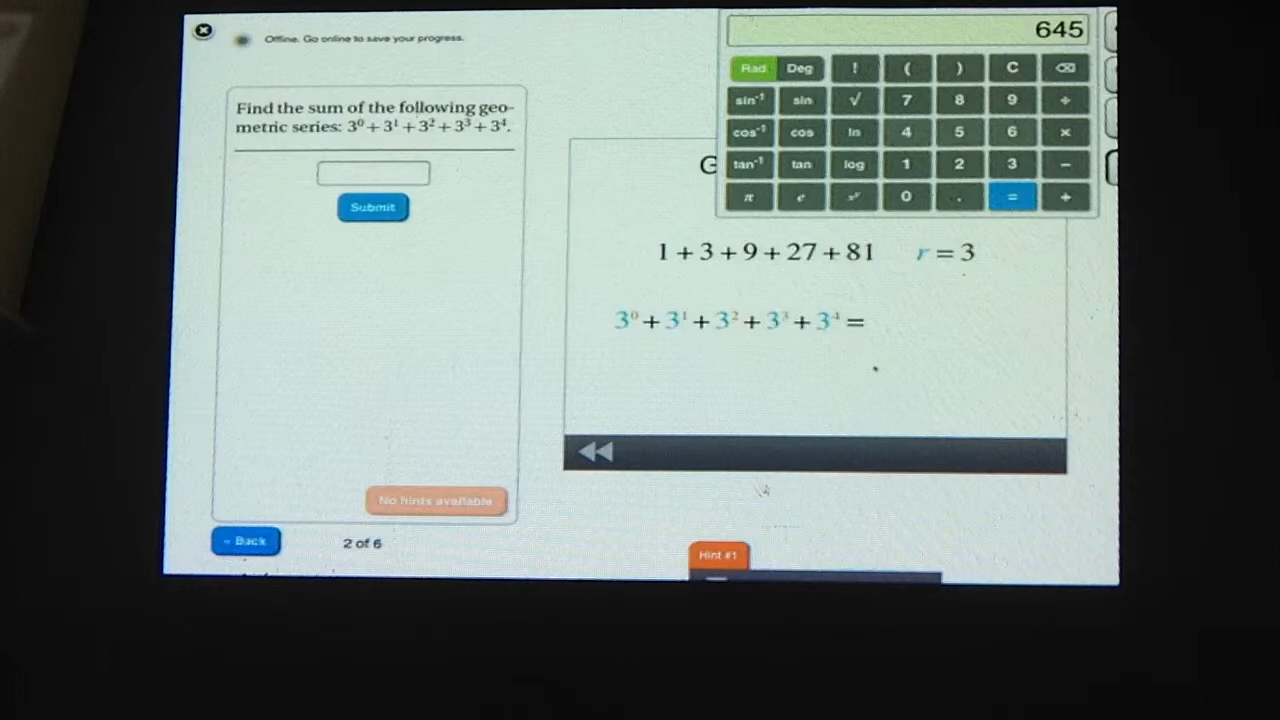 Offline. Go online to save your progress.
645
Rad Deg ! ( ) C
sin⁻¹ sin √ 7 8 9 ÷
cos⁻¹ cos ln 4 5 6 ×
tan⁻¹ tan log 1 2 3 −
π e xʸ 0 . = +
Find the sum of the following geo-
metric series: 3⁰ + 3¹ + 3² + 3³ + 3⁴.
Submit
G
1 + 3 + 9 + 27 + 81 r = 3
3⁰ + 3¹ + 3² + 3³ + 3⁴ =
No hints available
Back
2 of 6
Hint #1